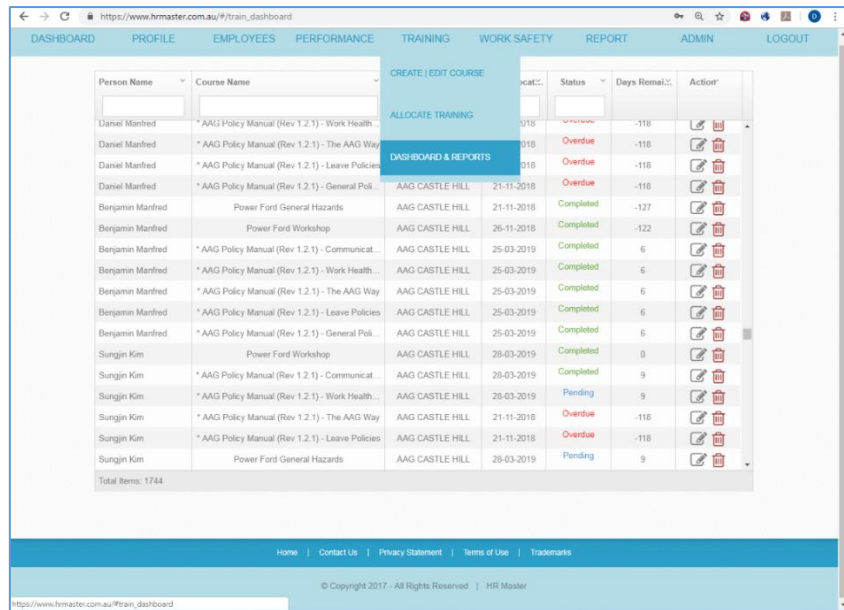 https://www.hrmaster.com.au/#/train_dashboard
DASHBOARD PROFILE EMPLOYEES PERFORMANCE TRAINING WORK SAFETY REPORT ADMIN LOGOUT
CREATE | EDIT COURSE
ALLOCATE TRAINING
DASHBOARD & REPORTS
Person Name Course Name ocat... Status Days Remai... Action
Daniel Manfred * AAG Policy Manual (Rev 1.2.1) - Work Health... 2018 Overdue -118
Daniel Manfred * AAG Policy Manual (Rev 1.2.1) - The AAG Way 2018 Overdue -118
Daniel Manfred * AAG Policy Manual (Rev 1.2.1) - Leave Policies 2018 Overdue -118
Daniel Manfred * AAG Policy Manual (Rev 1.2.1) - General Poli... AAG CASTLE HILL 21-11-2018 Overdue -118
Benjamin Manfred Power Ford General Hazards AAG CASTLE HILL 21-11-2018 Completed -127
Benjamin Manfred Power Ford Workshop AAG CASTLE HILL 26-11-2018 Completed -122
Benjamin Manfred * AAG Policy Manual (Rev 1.2.1) - Communicat... AAG CASTLE HILL 25-03-2019 Completed 6
Benjamin Manfred * AAG Policy Manual (Rev 1.2.1) - Work Health... AAG CASTLE HILL 25-03-2019 Completed 6
Benjamin Manfred * AAG Policy Manual (Rev 1.2.1) - The AAG Way AAG CASTLE HILL 25-03-2019 Completed 6
Benjamin Manfred * AAG Policy Manual (Rev 1.2.1) - Leave Policies AAG CASTLE HILL 25-03-2019 Completed 6
Benjamin Manfred * AAG Policy Manual (Rev 1.2.1) - General Poli... AAG CASTLE HILL 25-03-2019 Completed 6
Sungjin Kim Power Ford Workshop AAG CASTLE HILL 28-03-2019 Completed 0
Sungjin Kim * AAG Policy Manual (Rev 1.2.1) - Communicat... AAG CASTLE HILL 28-03-2019 Completed 9
Sungjin Kim * AAG Policy Manual (Rev 1.2.1) - Work Health... AAG CASTLE HILL 28-03-2019 Pending 9
Sungjin Kim * AAG Policy Manual (Rev 1.2.1) - The AAG Way AAG CASTLE HILL 21-11-2018 Overdue -118
Sungjin Kim * AAG Policy Manual (Rev 1.2.1) - Leave Policies AAG CASTLE HILL 21-11-2018 Overdue -118
Sungjin Kim Power Ford General Hazards AAG CASTLE HILL 28-03-2019 Pending 9
Total Items: 1744
Home | Contact Us | Privacy Statement | Terms of Use | Trademarks
© Copyright 2017 - All Rights Reserved | HR Master
https://www.hrmaster.com.au/#train_dashboard